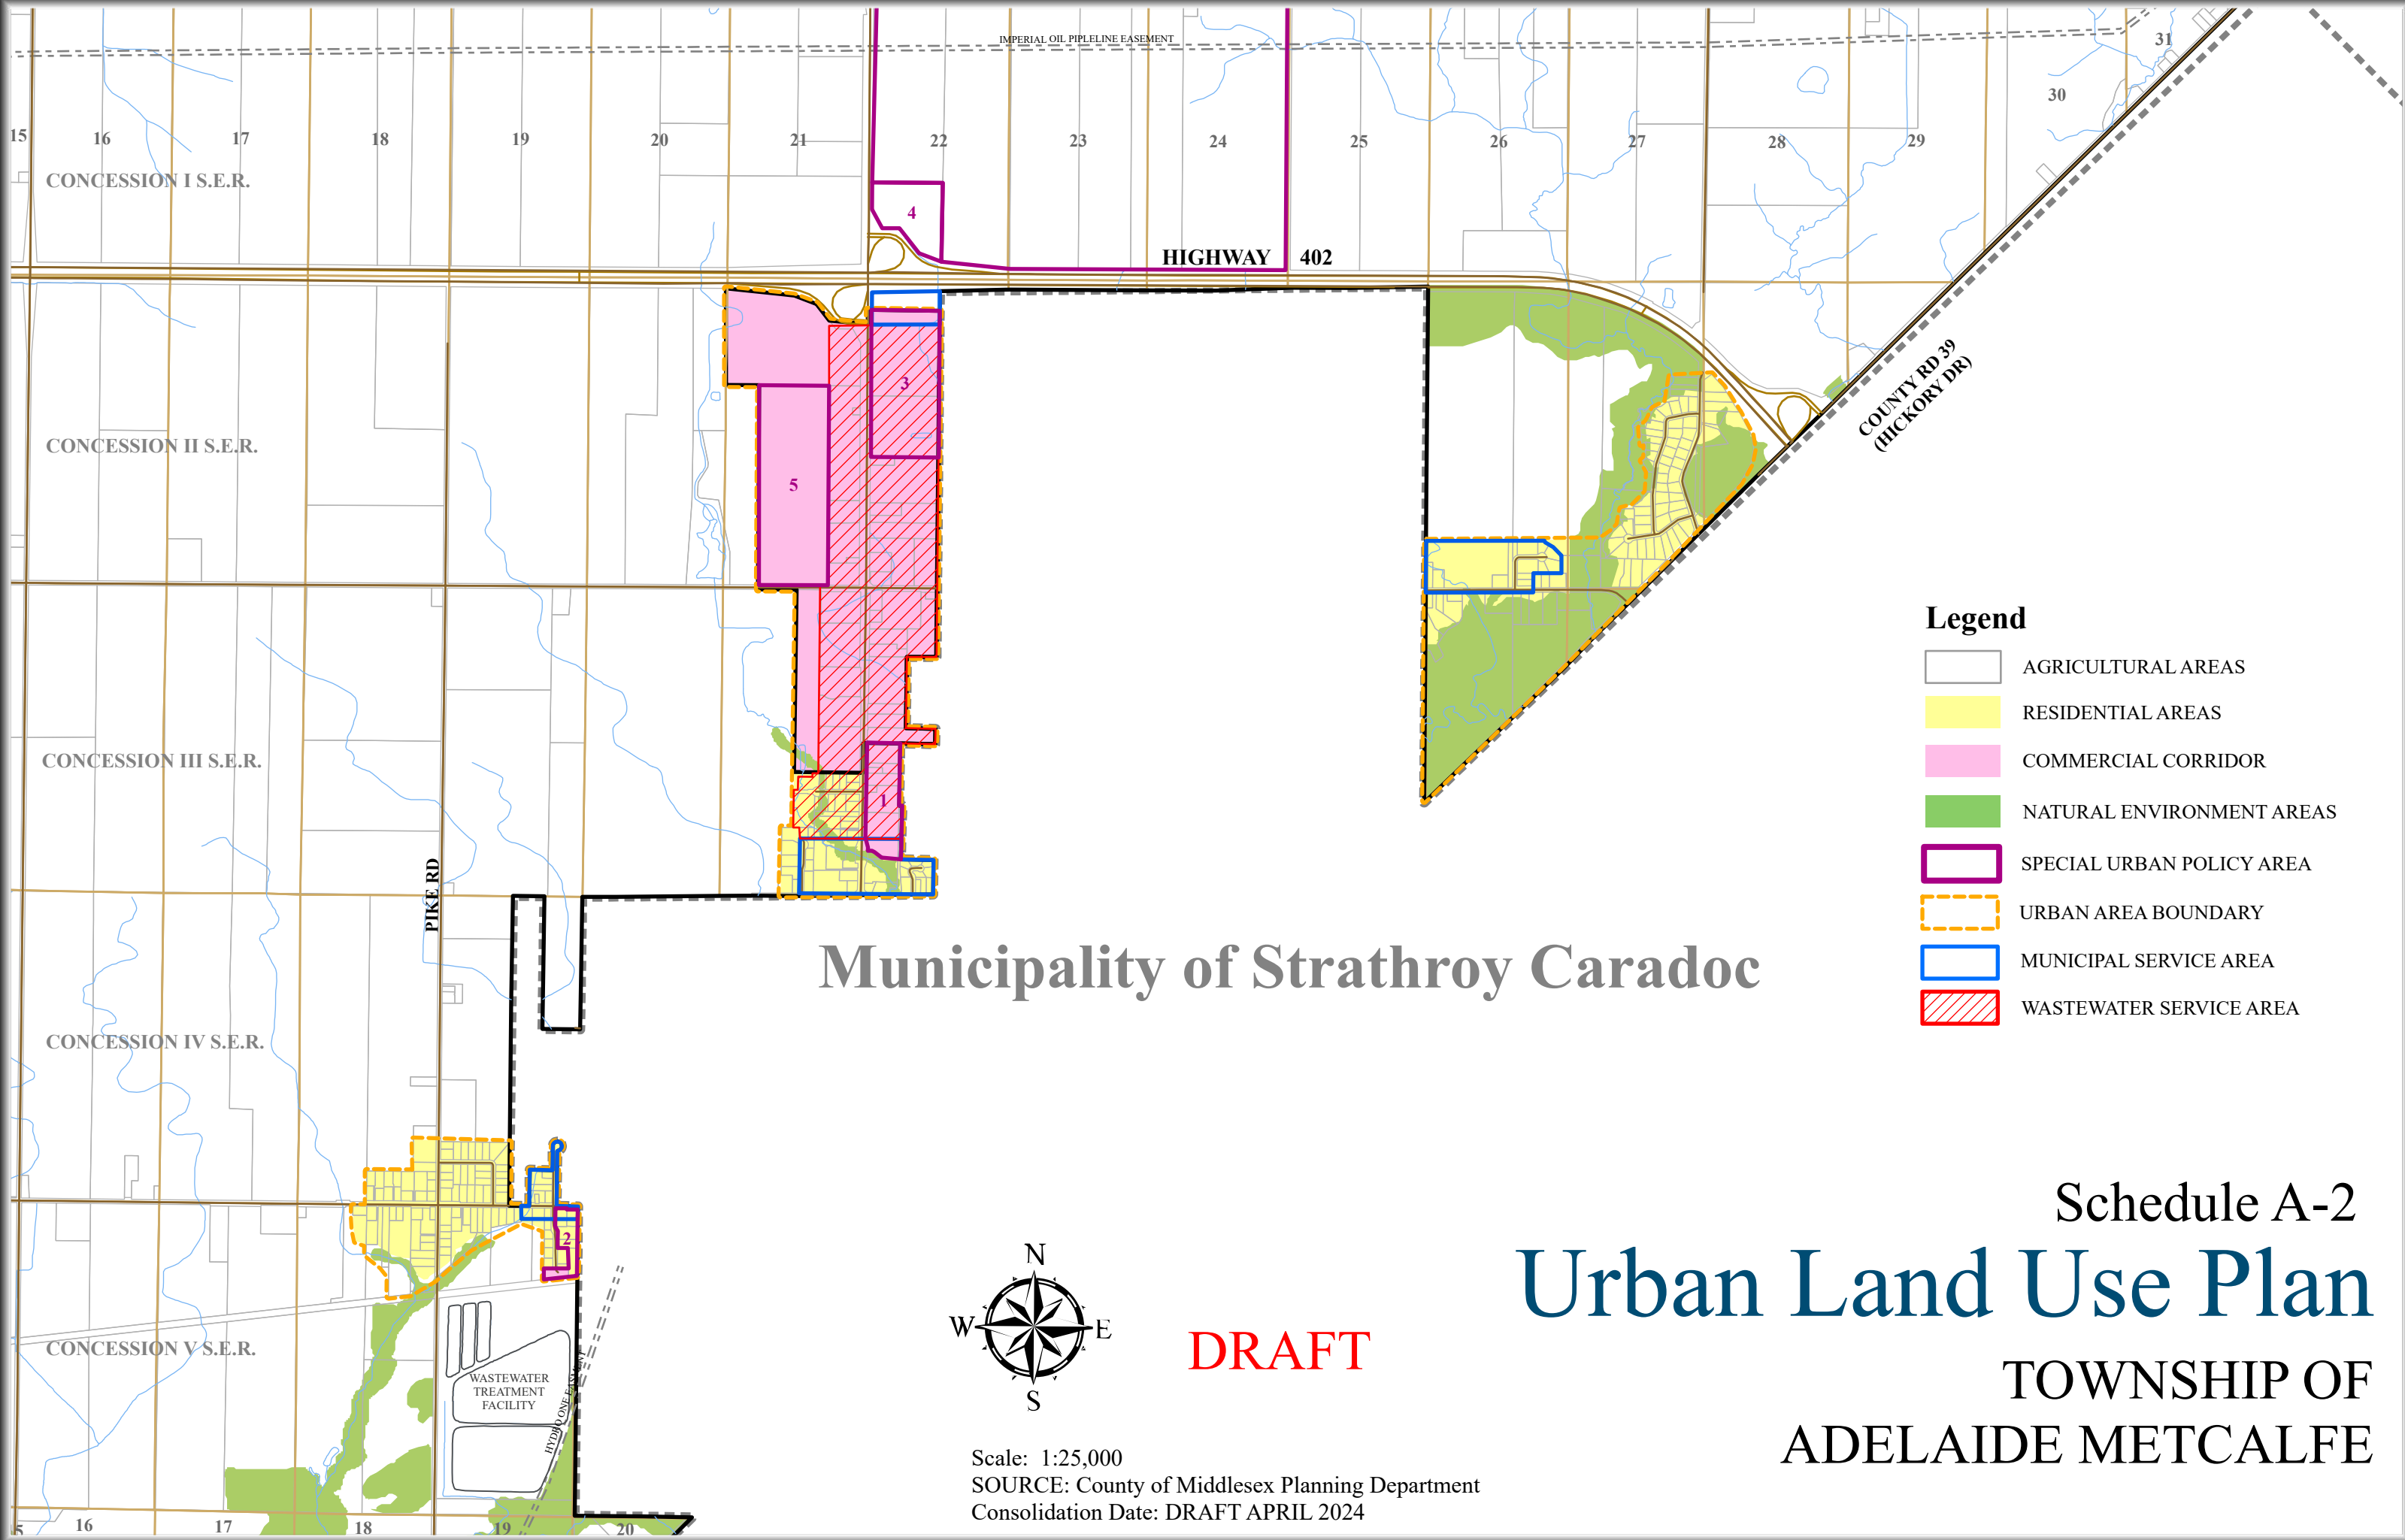 IMPERIAL OIL PIPLELINE EASEMENT
31
30
15
16
17
18
19
20
21
22
23
24
25
26
27
28
29
CONCESSION I S.E.R.
4
HIGHWAY 402
COUNTY RD 39
(HICKORY DR)
3
CONCESSION II S.E.R.
5
Legend
AGRICULTURAL AREAS
RESIDENTIAL AREAS
COMMERCIAL CORRIDOR
NATURAL ENVIRONMENT AREAS
SPECIAL URBAN POLICY AREA
URBAN AREA BOUNDARY
MUNICIPAL SERVICE AREA
WASTEWATER SERVICE AREA
CONCESSION III S.E.R.
1
PIKE RD
Municipality of Strathroy Caradoc
CONCESSION IV S.E.R.
2
CONCESSION V S.E.R.
WASTEWATER
TREATMENT
FACILITY
HYDRO ONE EASEMENT
N
W
E
S
DRAFT
Schedule A-2
Urban Land Use Plan
TOWNSHIP OF
ADELAIDE METCALFE
Scale: 1:25,000
SOURCE: County of Middlesex Planning Department
Consolidation Date: DRAFT APRIL 2024
16
17
18
19
20